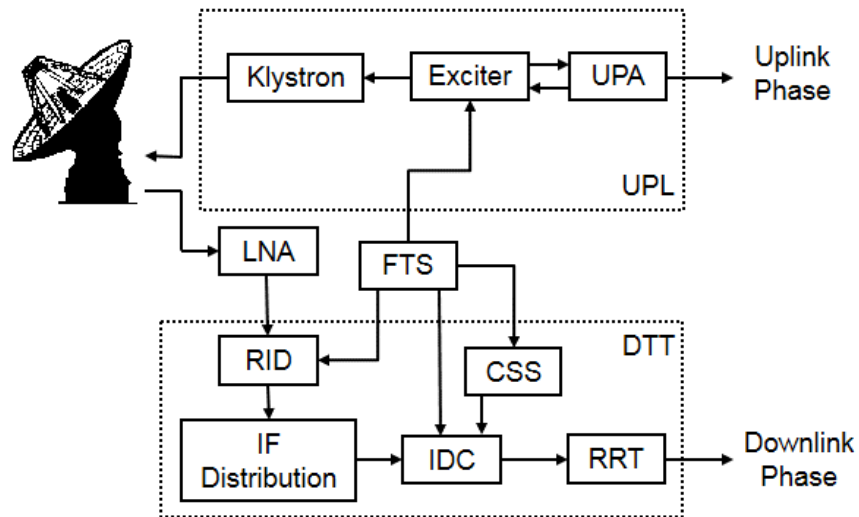 Klystron
Exciter
UPA
Uplink
Phase
UPL
LNA
FTS
RID
DTT
CSS
IF
Distribution
IDC
RRT
Downlink
Phase